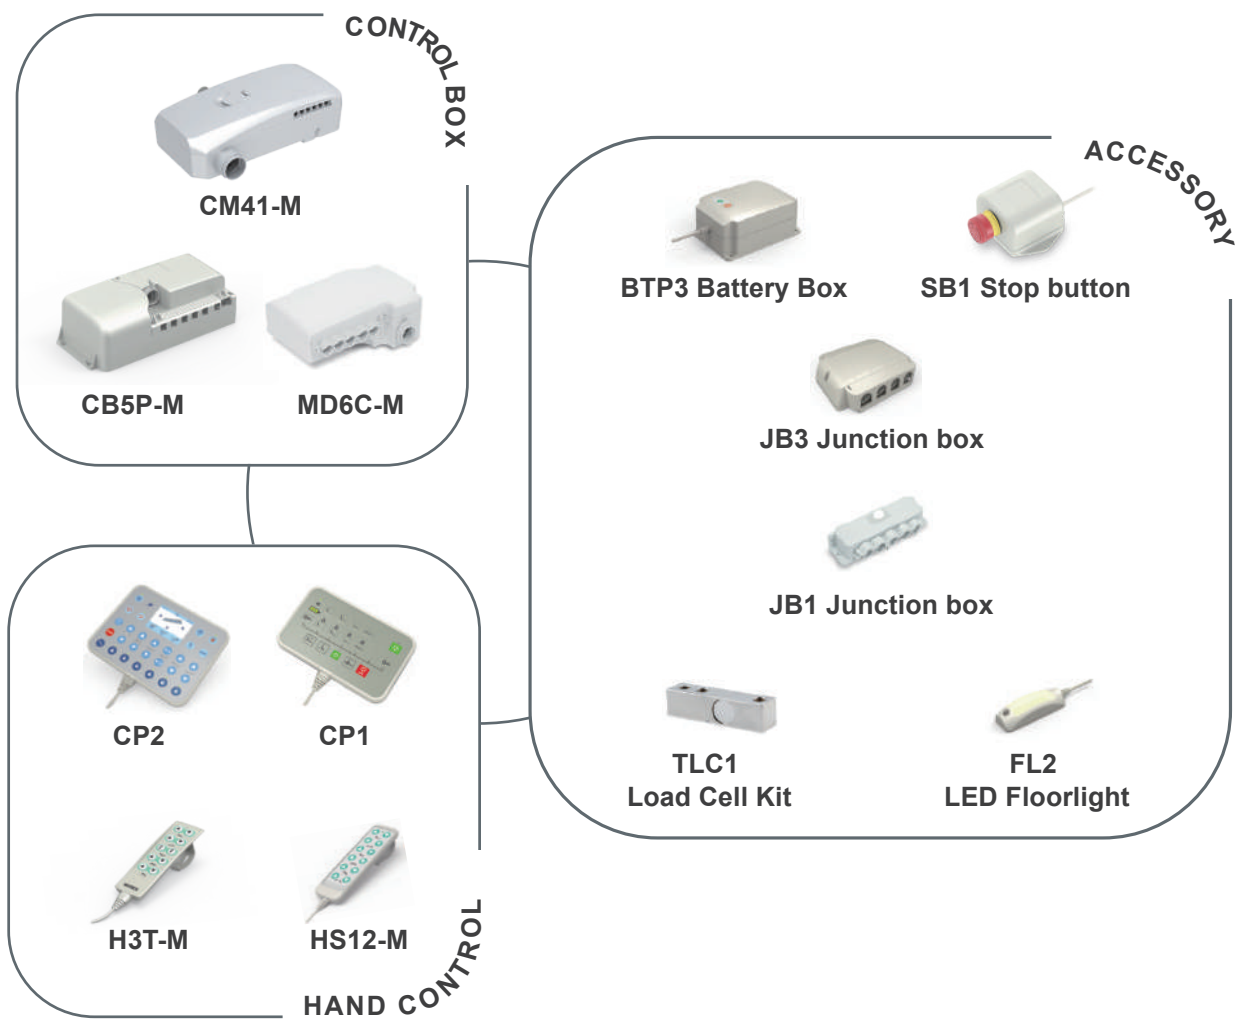 CONTROL BOX
CM41-M
CB5P-M
MD6C-M
ACCESSORY
BTP3 Battery Box
SB1 Stop button
JB3 Junction box
JB1 Junction box
TLC1
Load Cell Kit
FL2
LED Floorlight
CP2
CP1
H3T-M
HS12-M
HAND CONTROL